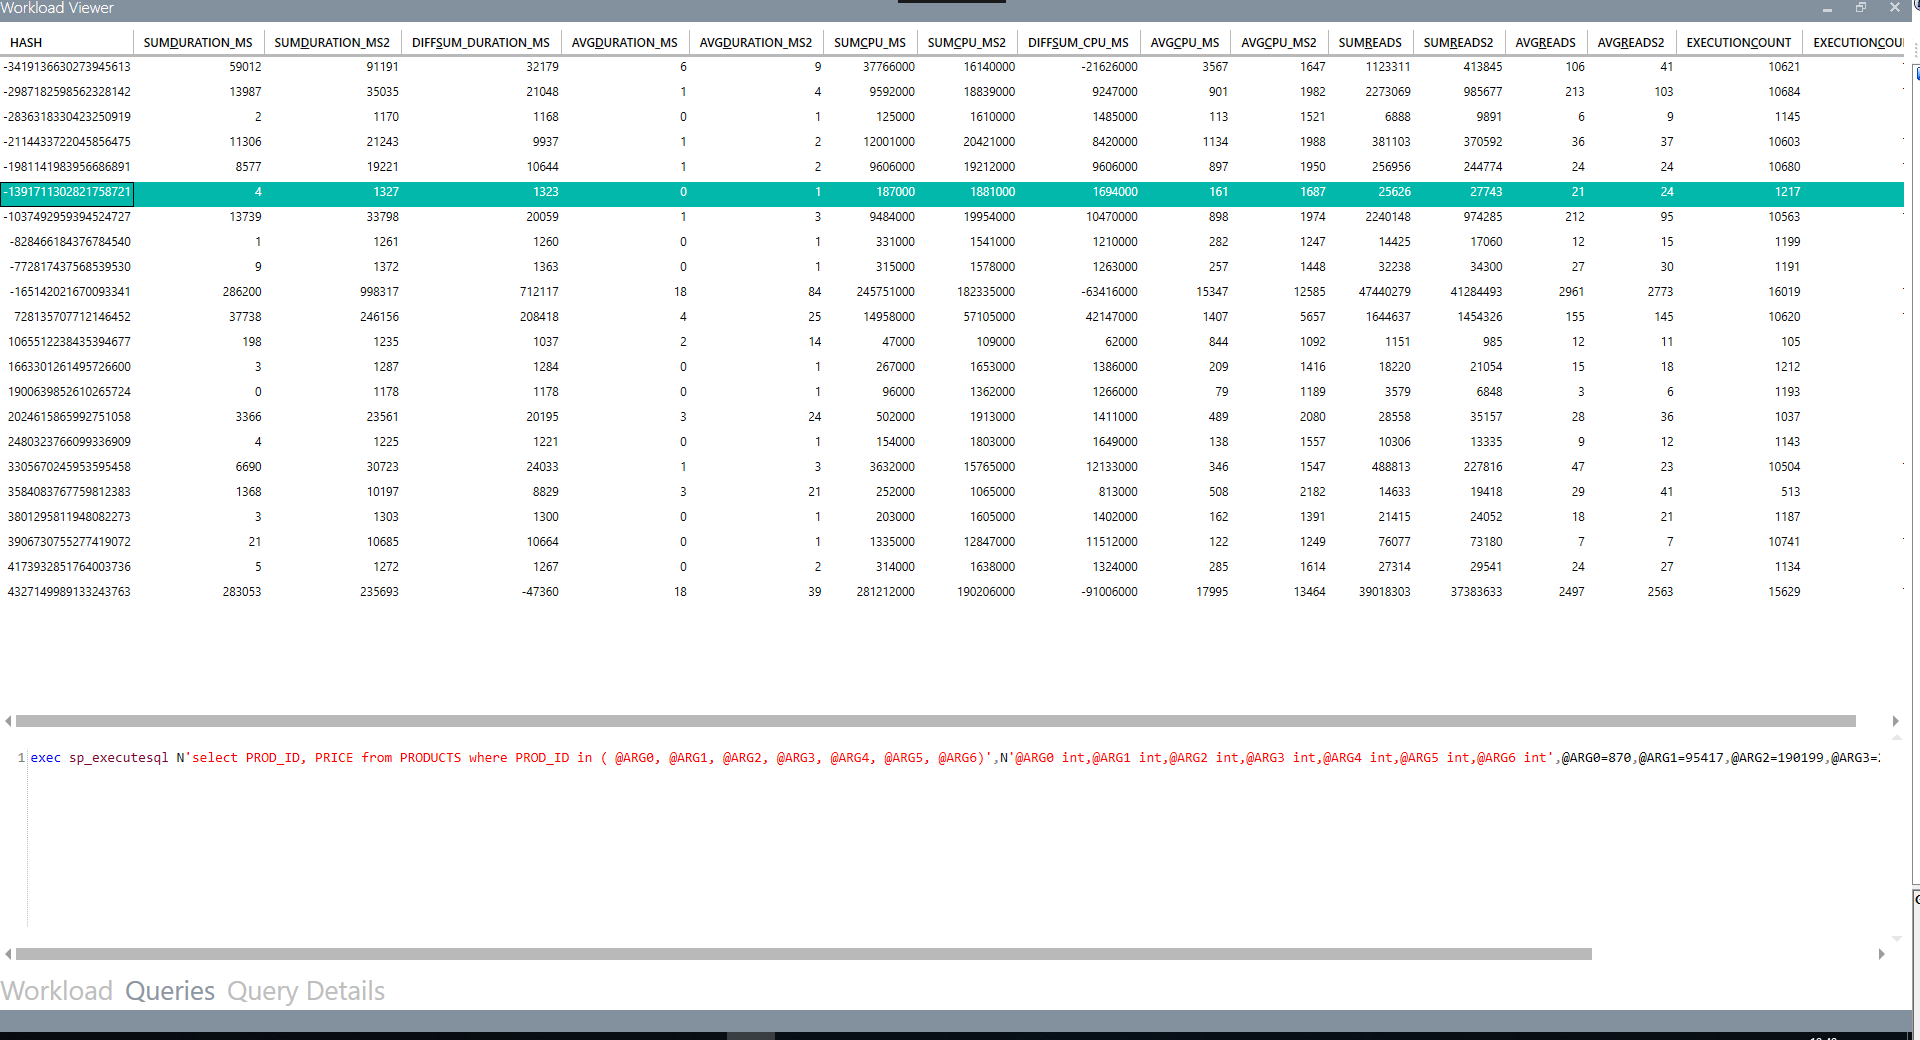 Workload Viewer
HASH SUMDURATION_MS SUMDURATION_MS2 DIFFSUM_DURATION_MS AVGDURATION_MS AVGDURATION_MS2 SUMCPU_MS SUMCPU_MS2 DIFFSUM_CPU_MS AVGCPU_MS AVGCPU_MS2 SUMREADS SUMREADS2 AVGREADS AVGREADS2 EXECUTIONCOUNT EXECUTIONCOU
-3419136630273945613 59012 91191 32179 6 9 37766000 16140000 -21626000 3567 1647 1123311 413845 106 41 10621
-2987182598562328142 13987 35035 21048 1 4 9592000 18839000 9247000 901 1982 2273069 985677 213 103 10684
-2836318330423250919 2 1170 1168 0 1 125000 1610000 1485000 113 1521 6888 9891 6 9 1145
-2114433722045856475 11306 21243 9937 1 2 12001000 20421000 8420000 1134 1988 381103 370592 36 37 10603
-1981141983956686891 8577 19221 10644 1 2 9606000 19212000 9606000 897 1950 256956 244774 24 24 10680
-1391711302821758721 4 1327 1323 0 1 187000 1881000 1694000 161 1687 25626 27743 21 24 1217
-1037492959394524727 13739 33798 20059 1 3 9484000 19954000 10470000 898 1974 2240148 974285 212 95 10563
-828466184376784540 1 1261 1260 0 1 331000 1541000 1210000 282 1247 14425 17060 12 15 1199
-772817437568539530 9 1372 1363 0 1 315000 1578000 1263000 257 1448 32238 34300 27 30 1191
-165142021670093341 286200 998317 712117 18 84 245751000 182335000 -63416000 15347 12585 47440279 41284493 2961 2773 16019
728135707712146452 37738 246156 208418 4 25 14958000 57105000 42147000 1407 5657 1644637 1454326 155 145 10620
1065512238435394677 198 1235 1037 2 14 47000 109000 62000 844 1092 1151 985 12 11 105
1663301261495726600 3 1287 1284 0 1 267000 1653000 1386000 209 1416 18220 21054 15 18 1212
1900639852610265724 0 1178 1178 0 1 96000 1362000 1266000 79 1189 3579 6848 3 6 1193
2024615865992751058 3366 23561 20195 3 24 502000 1913000 1411000 489 2080 28558 35157 28 36 1037
2480323766099336909 4 1225 1221 0 1 154000 1803000 1649000 138 1557 10306 13335 9 12 1143
3305670245953595458 6690 30723 24033 1 3 3632000 15765000 12133000 346 1547 488813 227816 47 23 10504
3584083767759812383 1368 10197 8829 3 21 252000 1065000 813000 508 2182 14633 19418 29 41 513
3801295811948082273 3 1303 1300 0 1 203000 1605000 1402000 162 1391 21415 24052 18 21 1187
3906730755277419072 21 10685 10664 0 1 1335000 12847000 11512000 122 1249 76077 73180 7 7 10741
4173932851764003736 5 1272 1267 0 2 314000 1638000 1324000 285 1614 27314 29541 24 27 1134
4327149989133243763 283053 235693 -47360 18 39 281212000 190206000 -91006000 17995 13464 39018303 37383633 2497 2563 15629
1 exec sp_executesql N'select PROD_ID, PRICE from PRODUCTS where PROD_ID in ( @ARG0, @ARG1, @ARG2, @ARG3, @ARG4, @ARG5, @ARG6)',N'@ARG0 int,@ARG1 int,@ARG2 int,@ARG3 int,@ARG4 int,@ARG5 int,@ARG6 int',@ARG0=870,@ARG1=95417,@ARG2=190199,@ARG3=
Workload Queries Query Details